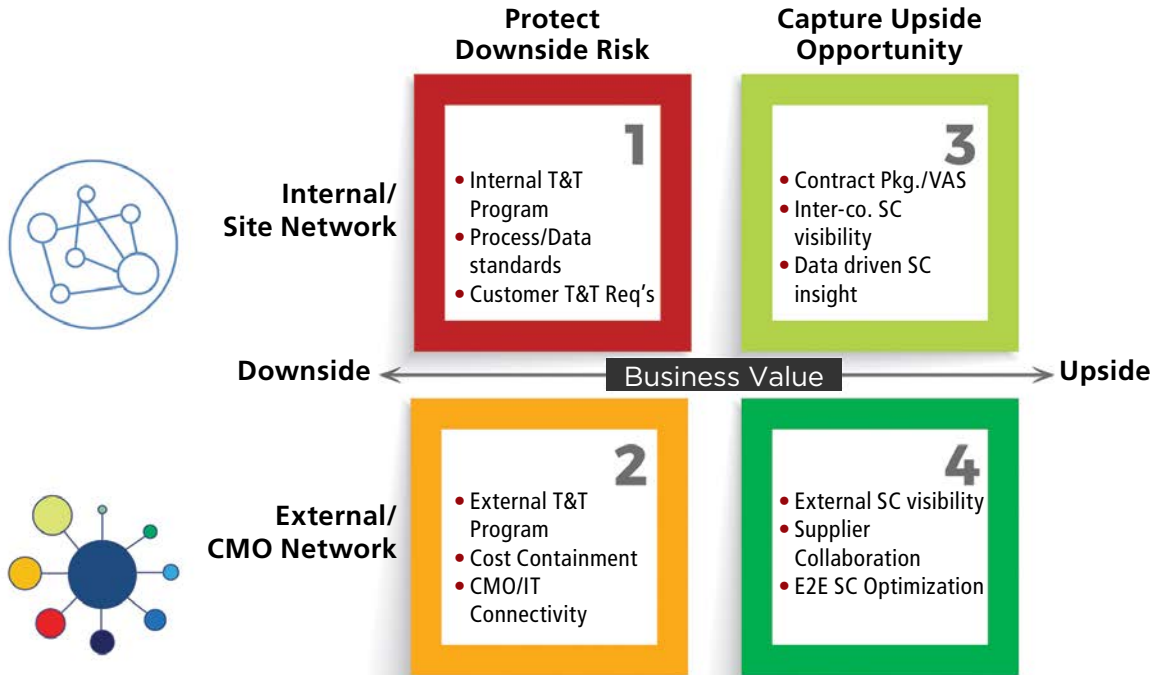 Protect
Downside Risk
Capture Upside
Opportunity
Internal/
Site Network
1
• Internal T&T
Program
• Process/Data
standards
• Customer T&T Req's
3
• Contract Pkg./VAS
• Inter-co. SC
visibility
• Data driven SC
insight
Downside
Business Value
Upside
External/
CMO Network
2
• External T&T
Program
• Cost Containment
• CMO/IT
Connectivity
4
• External SC visibility
• Supplier
Collaboration
• E2E SC Optimization